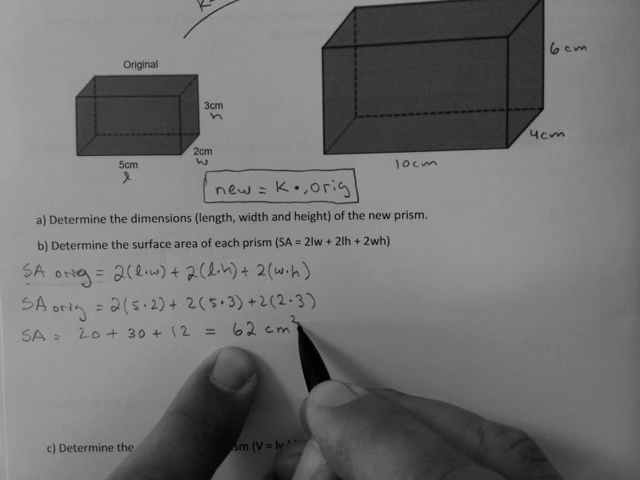 Original
6cm
3cm
h
4cm
2cm
w
5cm
l
10cm
new = K • orig
a) Determine the dimensions (length, width and height) of the new prism.
b) Determine the surface area of each prism (SA = 2lw + 2lh + 2wh)
SA orig = 2(l·w) + 2(l·h) + 2(w·h)
SA orig = 2(5·2) + 2(5·3) + 2(2·3)
SA = 20 + 30 + 12 = 62 cm²
c) Determine the sm (V = lw